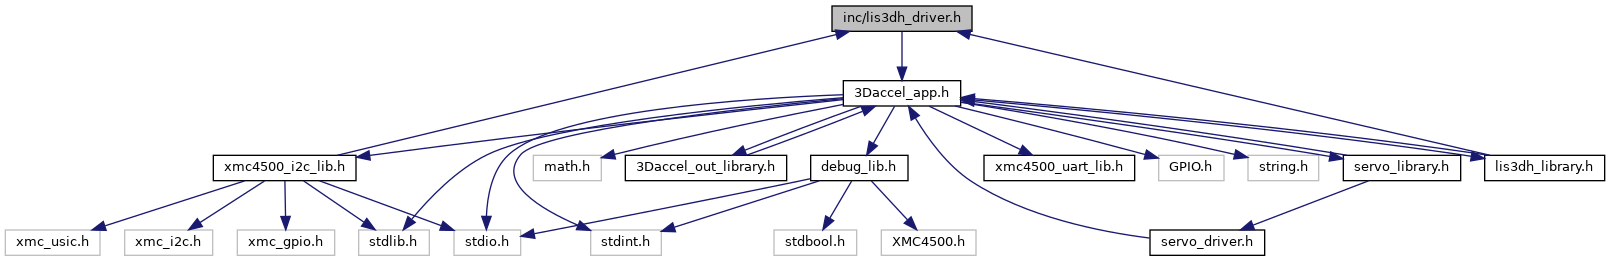 inc/lis3dh_driver.h
3Daccel_app.h
xmc4500_i2c_lib.h
math.h
3Daccel_out_library.h
debug_lib.h
xmc4500_uart_lib.h
GPIO.h
string.h
servo_library.h
lis3dh_library.h
xmc_usic.h
xmc_i2c.h
xmc_gpio.h
stdlib.h
stdio.h
stdint.h
stdbool.h
XMC4500.h
servo_driver.h